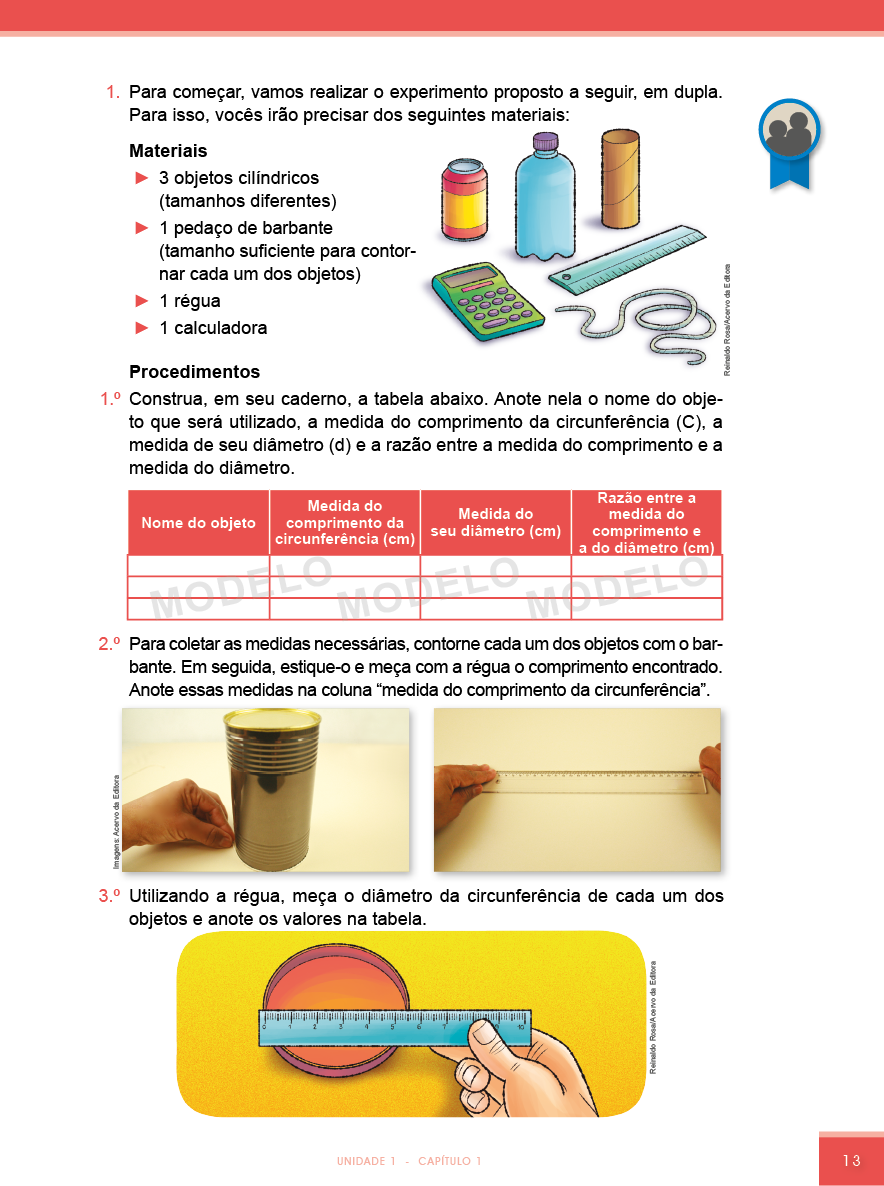 1. Para começar, vamos realizar o experimento proposto a seguir, em dupla.
Para isso, vocês irão precisar dos seguintes materiais:
Materiais
► 3 objetos cilíndricos
(tamanhos diferentes)
► 1 pedaço de barbante
(tamanho suficiente para contor-
nar cada um dos objetos)
► 1 régua
► 1 calculadora
Reinaldo Rosa/Acervo da Editora
Procedimentos
1.º Construa, em seu caderno, a tabela abaixo. Anote nela o nome do obje-
to que será utilizado, a medida do comprimento da circunferência (C), a
medida de seu diâmetro (d) e a razão entre a medida do comprimento e a
medida do diâmetro.
Nome do objeto
Medida do
comprimento da
circunferência (cm)
Medida do
seu diâmetro (cm)
Razão entre a
medida do
comprimento e
a do diâmetro (cm)
MODELO MODELO MODELO
2.º Para coletar as medidas necessárias, contorne cada um dos objetos com o bar-
bante. Em seguida, estique-o e meça com a régua o comprimento encontrado.
Anote essas medidas na coluna “medida do comprimento da circunferência”.
Imagens: Acervo da Editora
3.º Utilizando a régua, meça o diâmetro da circunferência de cada um dos
objetos e anote os valores na tabela.
0 1 2 3 4 5 6 7 9 10
Reinaldo Rosa/Acervo da Editora
UNIDADE 1 - CAPÍTULO 1
13